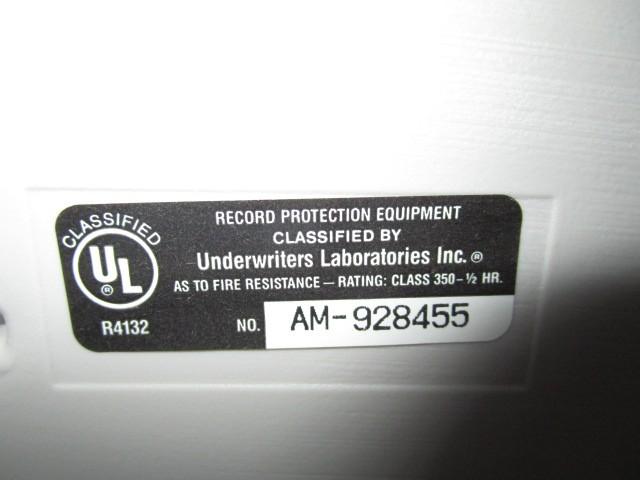 CLASSIFIED
UL®
R4132
RECORD PROTECTION EQUIPMENT
CLASSIFIED BY
Underwriters Laboratories Inc.®
AS TO FIRE RESISTANCE — RATING: CLASS 350-½ HR.
NO. AM-928455